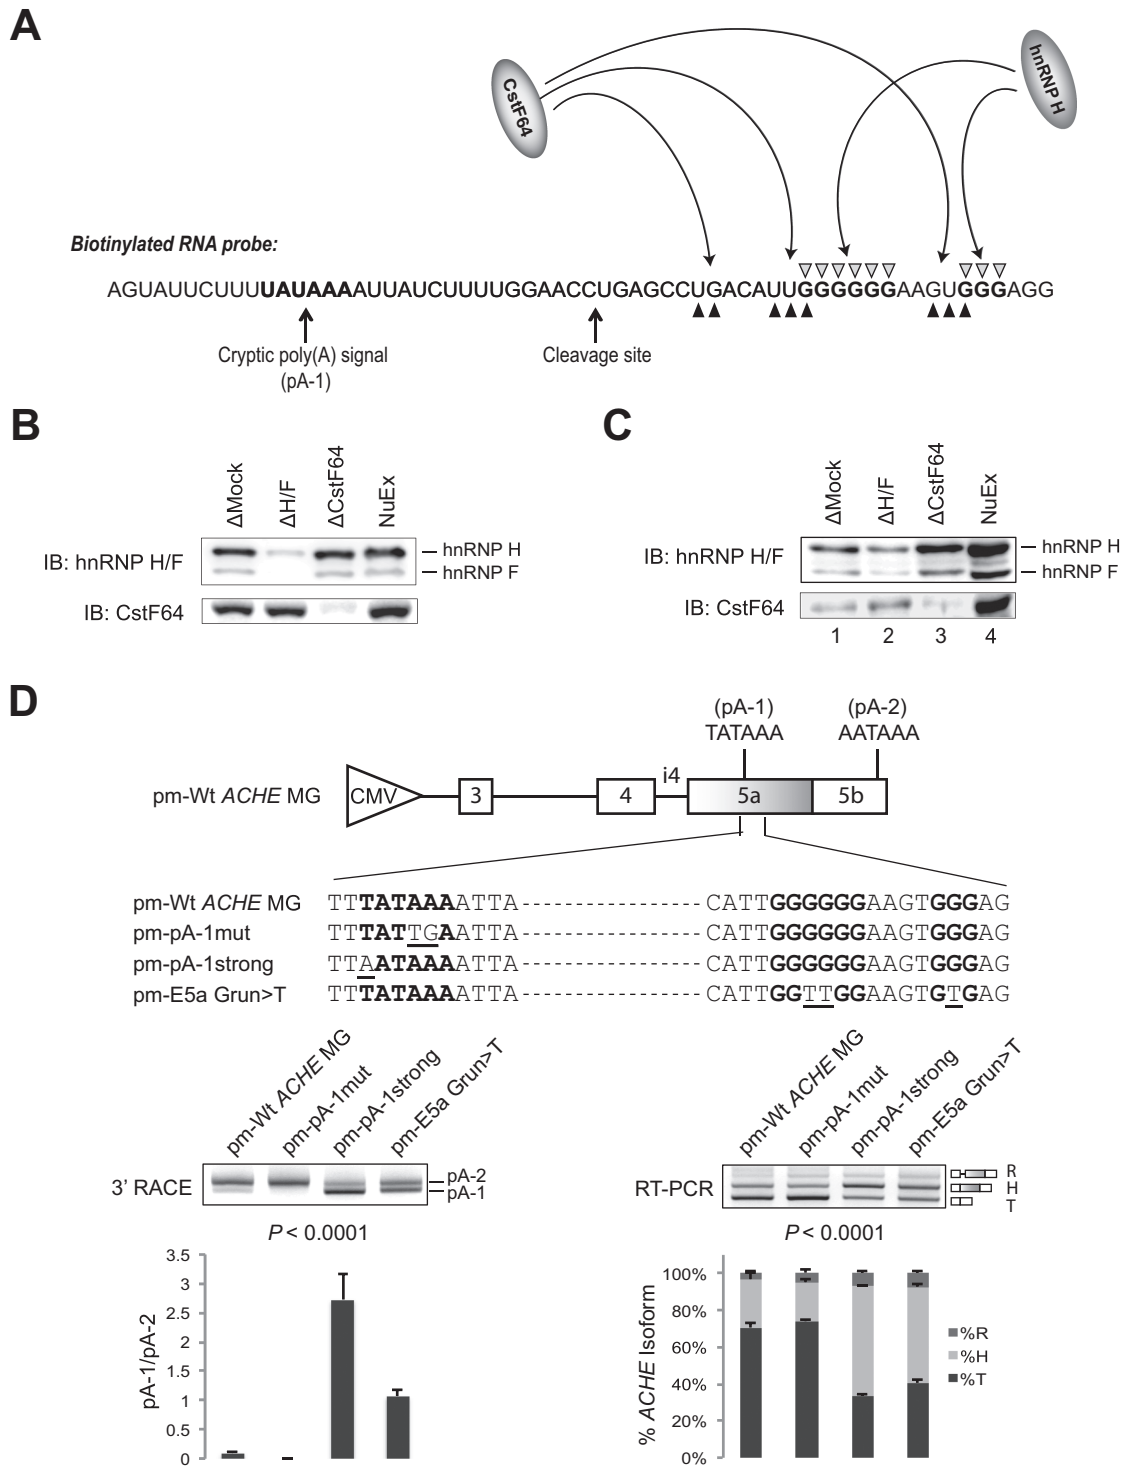 A
CstF64
hnRNP H
Biotinylated RNA probe:
AGUAUUCUUUUAUAAAAUUAUCUUUUGGAACCUGAGCCUGACAUUGGGGGGAAGUGGGAGG
Cryptic poly(A) signal
(pA-1)
Cleavage site
B
ΔMock
ΔH/F
ΔCstF64
NuEx
IB: hnRNP H/F
hnRNP H
hnRNP F
IB: CstF64
C
ΔMock
ΔH/F
ΔCstF64
NuEx
IB: hnRNP H/F
hnRNP H
hnRNP F
IB: CstF64
1 2 3 4
D
(pA-1) (pA-2)
TATAAA AATAAA
pm-Wt ACHE MG
CMV 3 4 i4 5a 5b
pm-Wt ACHE MG TTTATAAAATTA--------------------CATTGGGGGGAAGTGGGAG
pm-pA-1mut TTTATTGAATTA--------------------CATTGGGGGGAAGTGGGAG
pm-pA-1strong TTAATAAAATTA--------------------CATTGGGGGGAAGTGGGAG
pm-E5a Grun>T TTTATAAAATTA--------------------CATTGGTTGGAAGTGTGAG
pm-Wt ACHE MG
pm-pA-1mut
pm-pA-1strong
pm-E5a Grun>T
3' RACE
pA-2
pA-1
P < 0.0001
pA-1/pA-2
3.5
3
2.5
2
1.5
1
0.5
0
pm-Wt ACHE MG
pm-pA-1mut
pm-pA-1strong
pm-E5a Grun>T
RT-PCR
R
H
T
P < 0.0001
% ACHE Isoform
100%
80%
60%
40%
20%
0%
%R
%H
%T